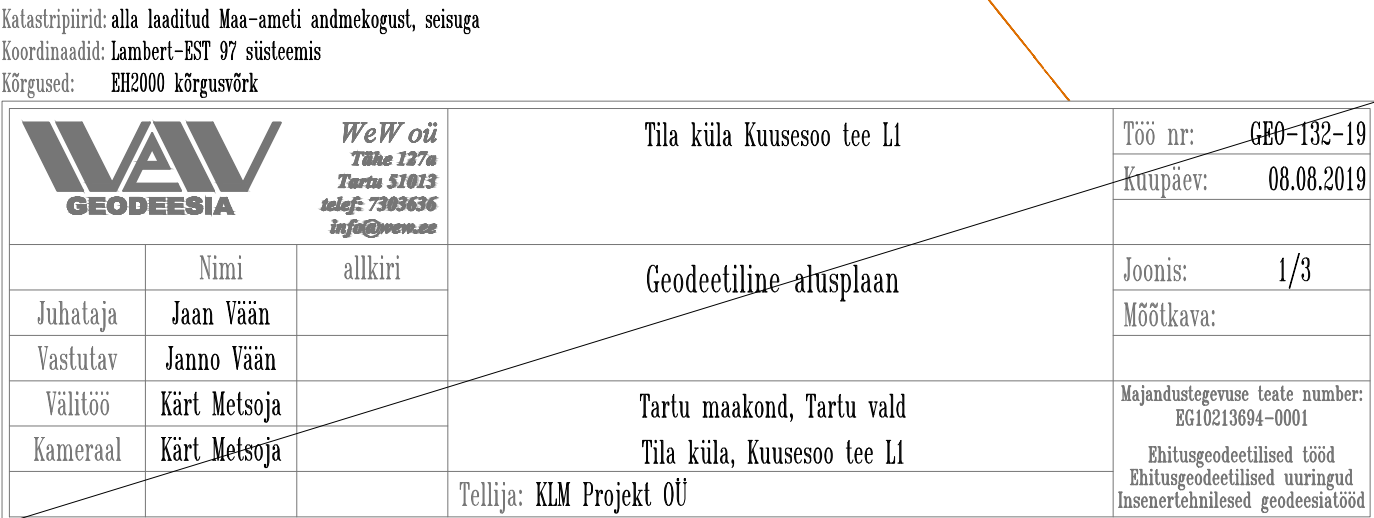 Katastripiirid: alla laaditud Maa-ameti andmekogust, seisuga
Koordinaadid: Lambert-EST 97 süsteemis
Kõrgused: EH2000 kõrgusvõrk
WEW
GEODEESIA
WeW oü
Tähe 127a
Tartu 51013
telef: 7303636
info@wew.ee
Tila küla Kuusesoo tee L1
Töö nr: GEO-132-19
Kuupäev: 08.08.2019
Nimi allkiri
Juhataja Jaan Vään
Vastutav Janno Vään
Välitöö Kärt Metsoja
Kameraal Kärt Metsoja
Geodeetiline alusplaan
Joonis: 1/3
Mõõtkava:
Tartu maakond, Tartu vald
Tila küla, Kuusesoo tee L1
Tellija: KLM Projekt OÜ
Majandustegevuse teate number:
EG10213694-0001
Ehitusgeodeetilised tööd
Ehitusgeodeetilised uuringud
Insenertehnilesed geodeesiatööd